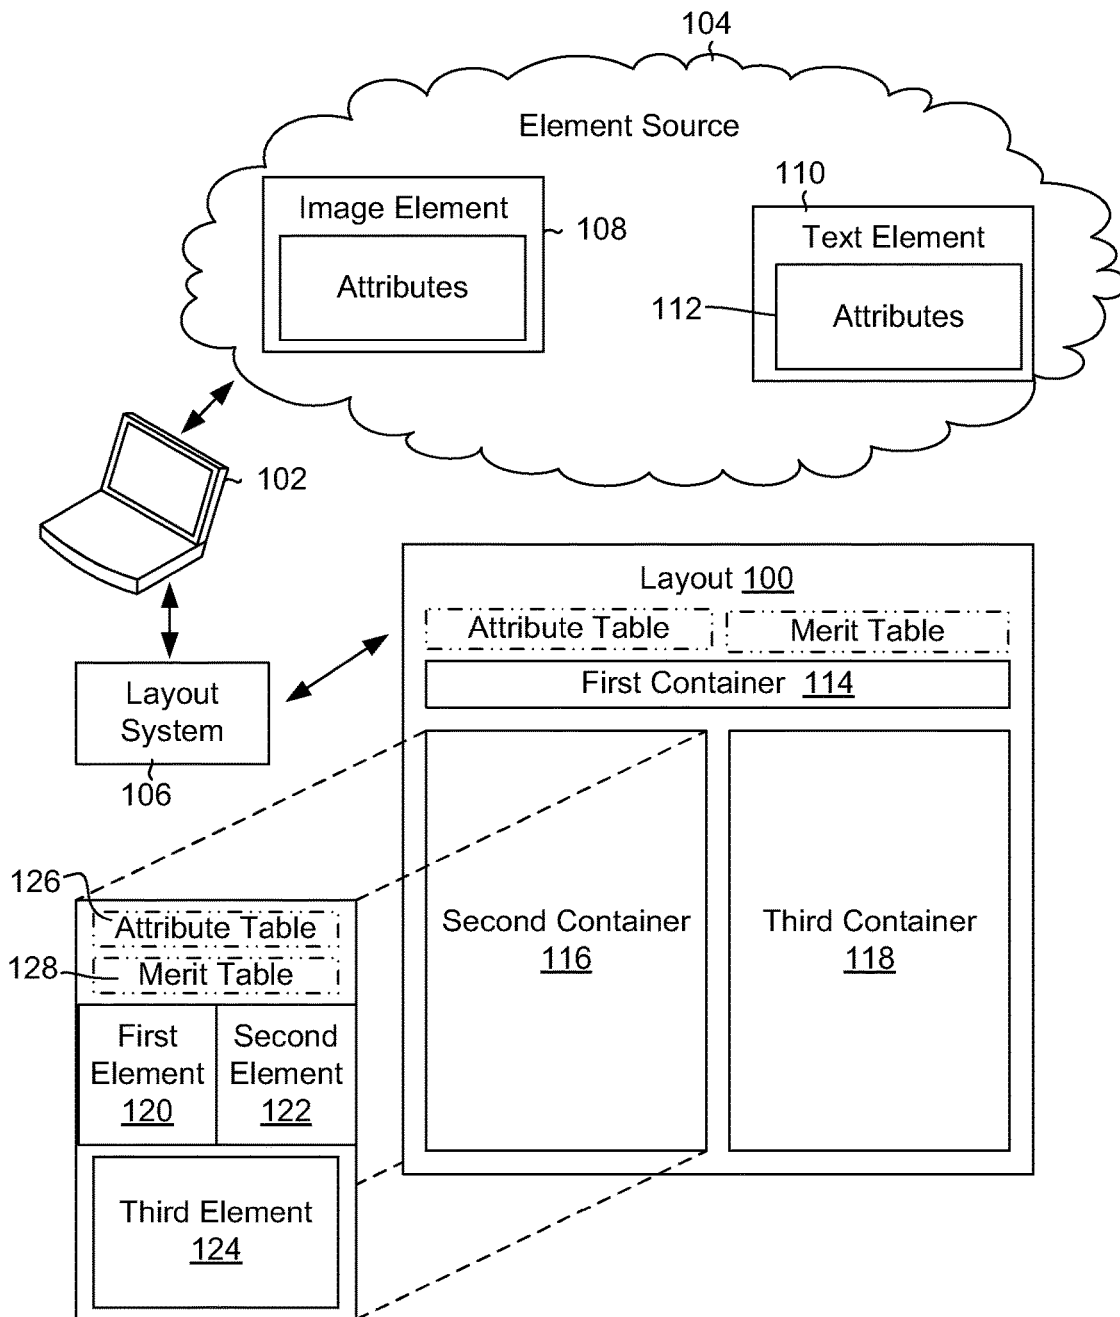 104
Element Source
110
Image Element
108
Text Element
Attributes
112
Attributes
102
Layout 100
Attribute Table
Merit Table
First Container 114
Layout
System
106
126
Attribute Table
Second Container
116
Third Container
118
128
Merit Table
First
Element
120
Second
Element
122
Third Element
124